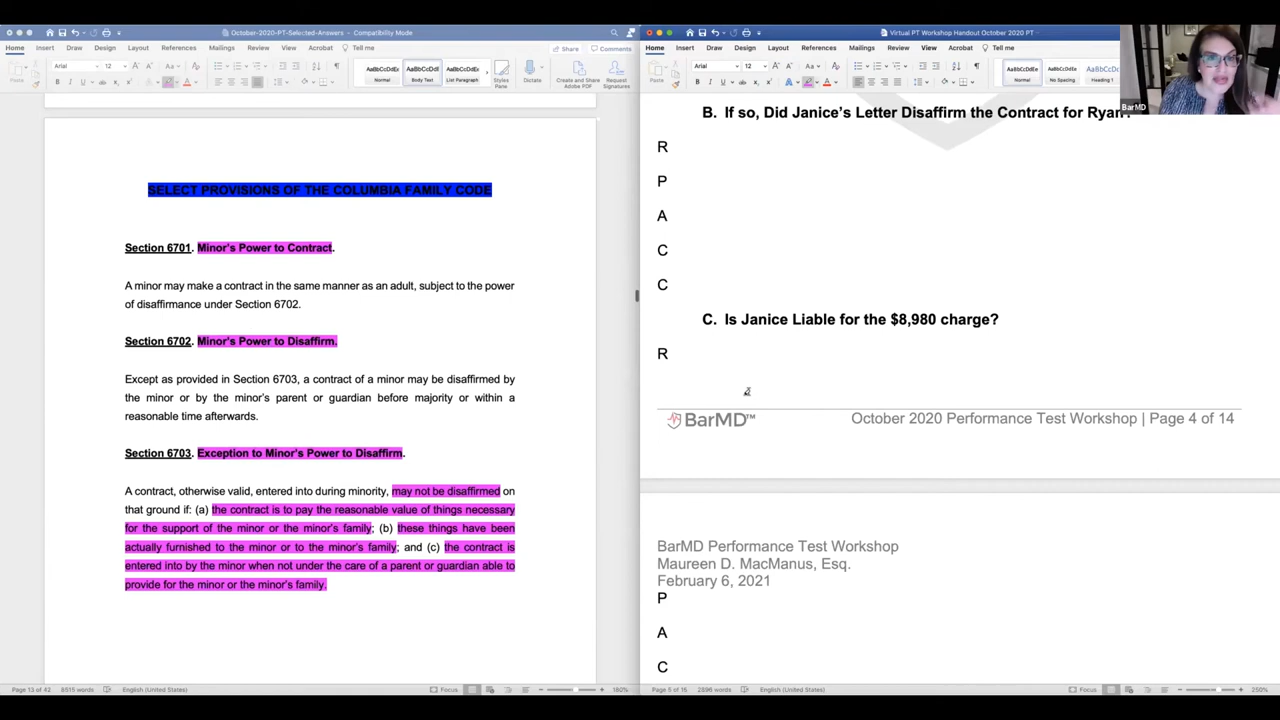 October-2020-PT-Selected-Answers - Compatibility Mode
Home Insert Draw Design Layout References Mailings Review View Acrobat Tell me Share Comments
Paste Arial 12 AaBbCcDdEe AaBbCcDdEe AaBbCcDdE
Normal Body Text List Paragraph Styles Pane Dictate Create and Share Adobe PDF Request Signatures
SELECT PROVISIONS OF THE COLUMBIA FAMILY CODE
Section 6701. Minor's Power to Contract.
A minor may make a contract in the same manner as an adult, subject to the power
of disaffirmance under Section 6702.
Section 6702. Minor's Power to Disaffirm.
Except as provided in Section 6703, a contract of a minor may be disaffirmed by
the minor or by the minor's parent or guardian before majority or within a
reasonable time afterwards.
Section 6703. Exception to Minor's Power to Disaffirm.
A contract, otherwise valid, entered into during minority, may not be disaffirmed on
that ground if: (a) the contract is to pay the reasonable value of things necessary
for the support of the minor or the minor's family; (b) these things have been
actually furnished to the minor or to the minor's family; and (c) the contract is
entered into by the minor when not under the care of a parent or guardian able to
provide for the minor or the minor's family.
Page 13 of 42 8515 words English (United States) Focus 180%
Virtual PT Workshop Handout October 2020 PT
Home Insert Draw Design Layout References Mailings Review View Acrobat Tell me
Paste Arial 12 AaBbCcDdEe AaBbCcDdEe AaBbCcDd
Normal No Spacing Heading 1
BarMD
B. If so, Did Janice's Letter Disaffirm the Contract for Ryan?
R
P
A
C
C
C. Is Janice Liable for the $8,980 charge?
R
BarMD™ October 2020 Performance Test Workshop | Page 4 of 14
BarMD Performance Test Workshop
Maureen D. MacManus, Esq.
February 6, 2021
P
A
C
Page 5 of 15 2896 words English (United States) Focus 250%